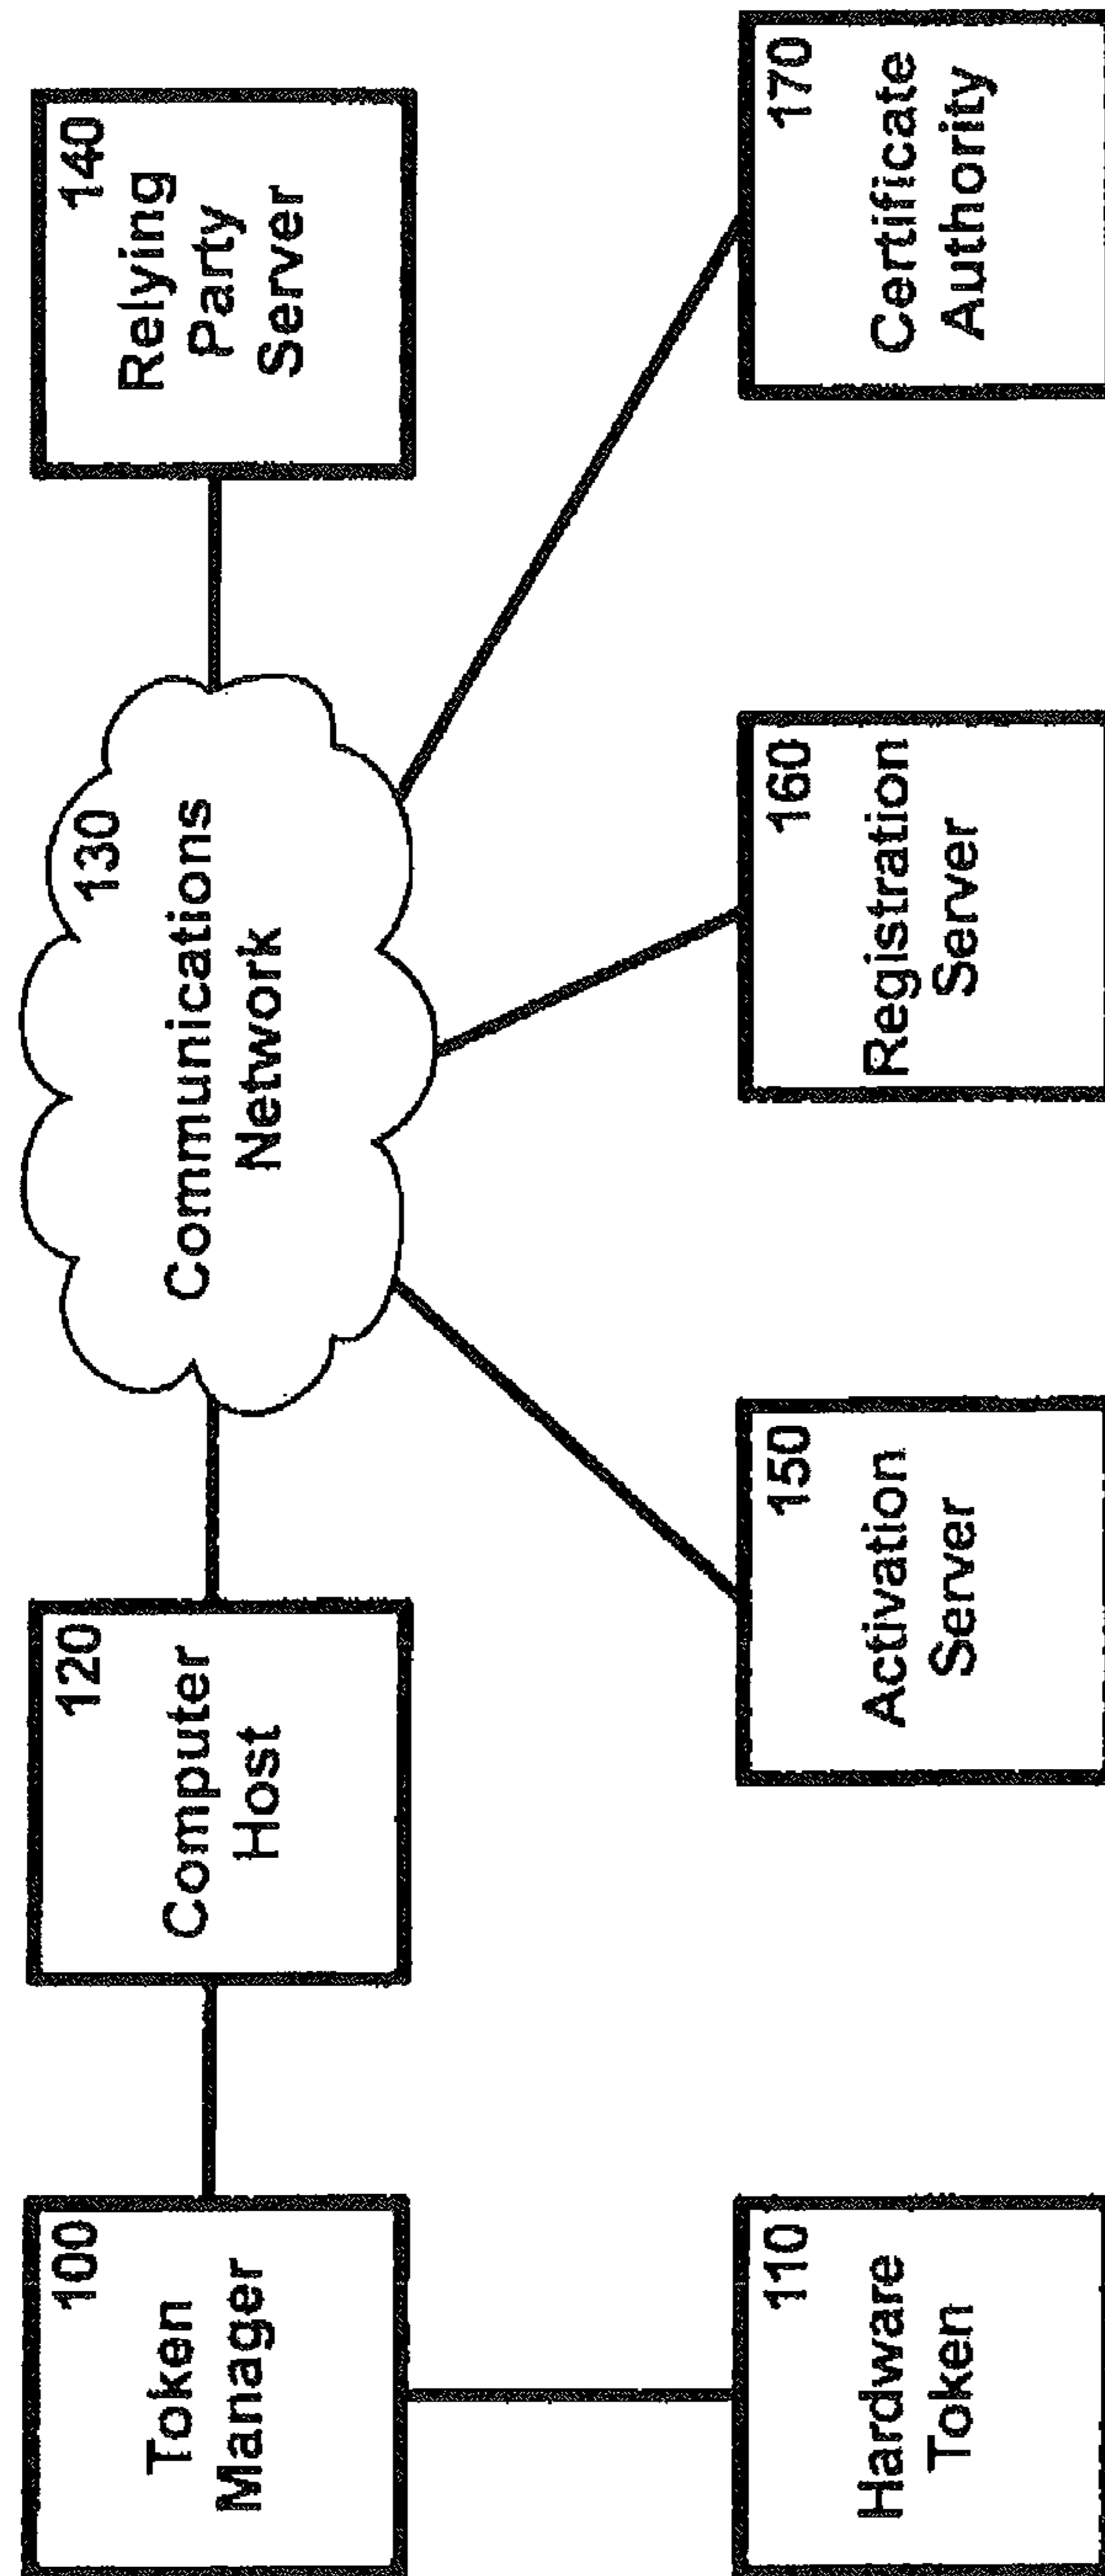 100
Token
Manager
120
Computer
Host
130
Communications
Network
140
Relying
Party
Server
110
Hardware
Token
150
Activation
Server
160
Registration
Server
170
Certificate
Authority